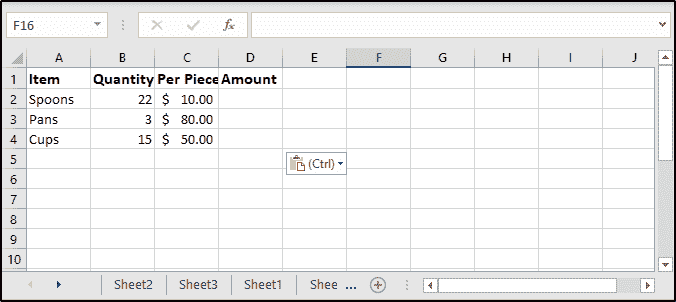 F16 fx
A B C D E F G H I J
1 Item Quantity Per Piece Amount
2 Spoons 22 $ 10.00
3 Pans 3 $ 80.00
4 Cups 15 $ 50.00
5 (Ctrl)
6
7
8
9
10
Sheet2 Sheet3 Sheet1 Shee ...